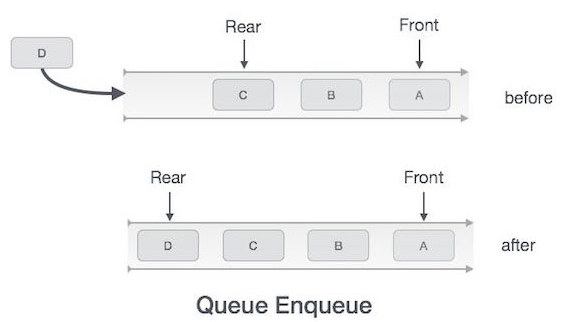 Rear Front
D
C B A
before
Rear Front
D C B A
after
Queue Enqueue